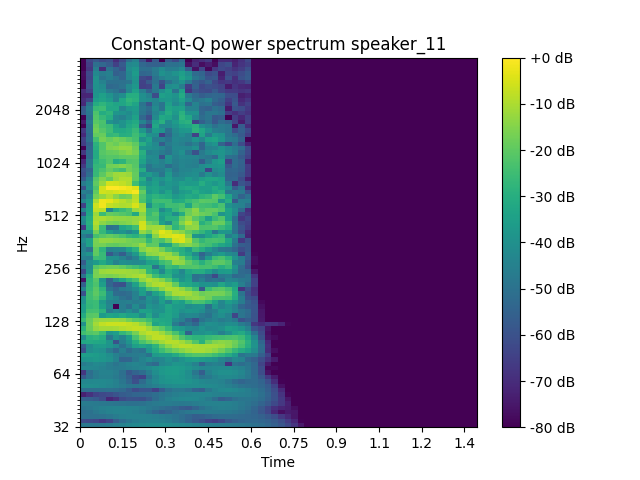 Constant-Q power spectrum speaker_11
Hz
2048
1024
512
256
128
64
32
0 0.15 0.3 0.45 0.6 0.75 0.9 1.1 1.2 1.4
Time
+0 dB
-10 dB
-20 dB
-30 dB
-40 dB
-50 dB
-60 dB
-70 dB
-80 dB